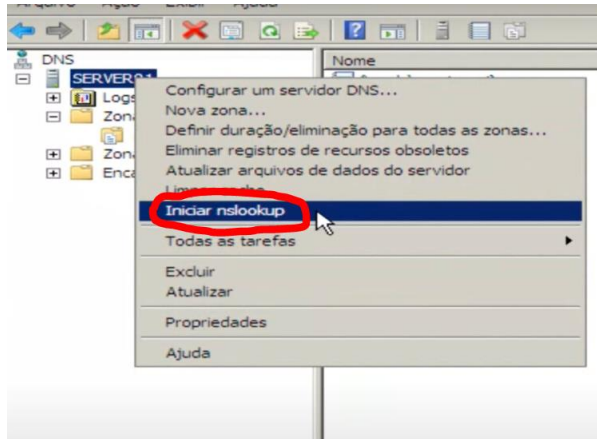 DNS
Nome
SERVER
Logs
Configurar um servidor DNS...
Nova zona...
Definir duração/eliminação para todas as zonas...
Eliminar registros de recursos obsoletos
Atualizar arquivos de dados do servidor
Iniciar nslookup
Todas as tarefas
Excluir
Atualizar
Propriedades
Ajuda